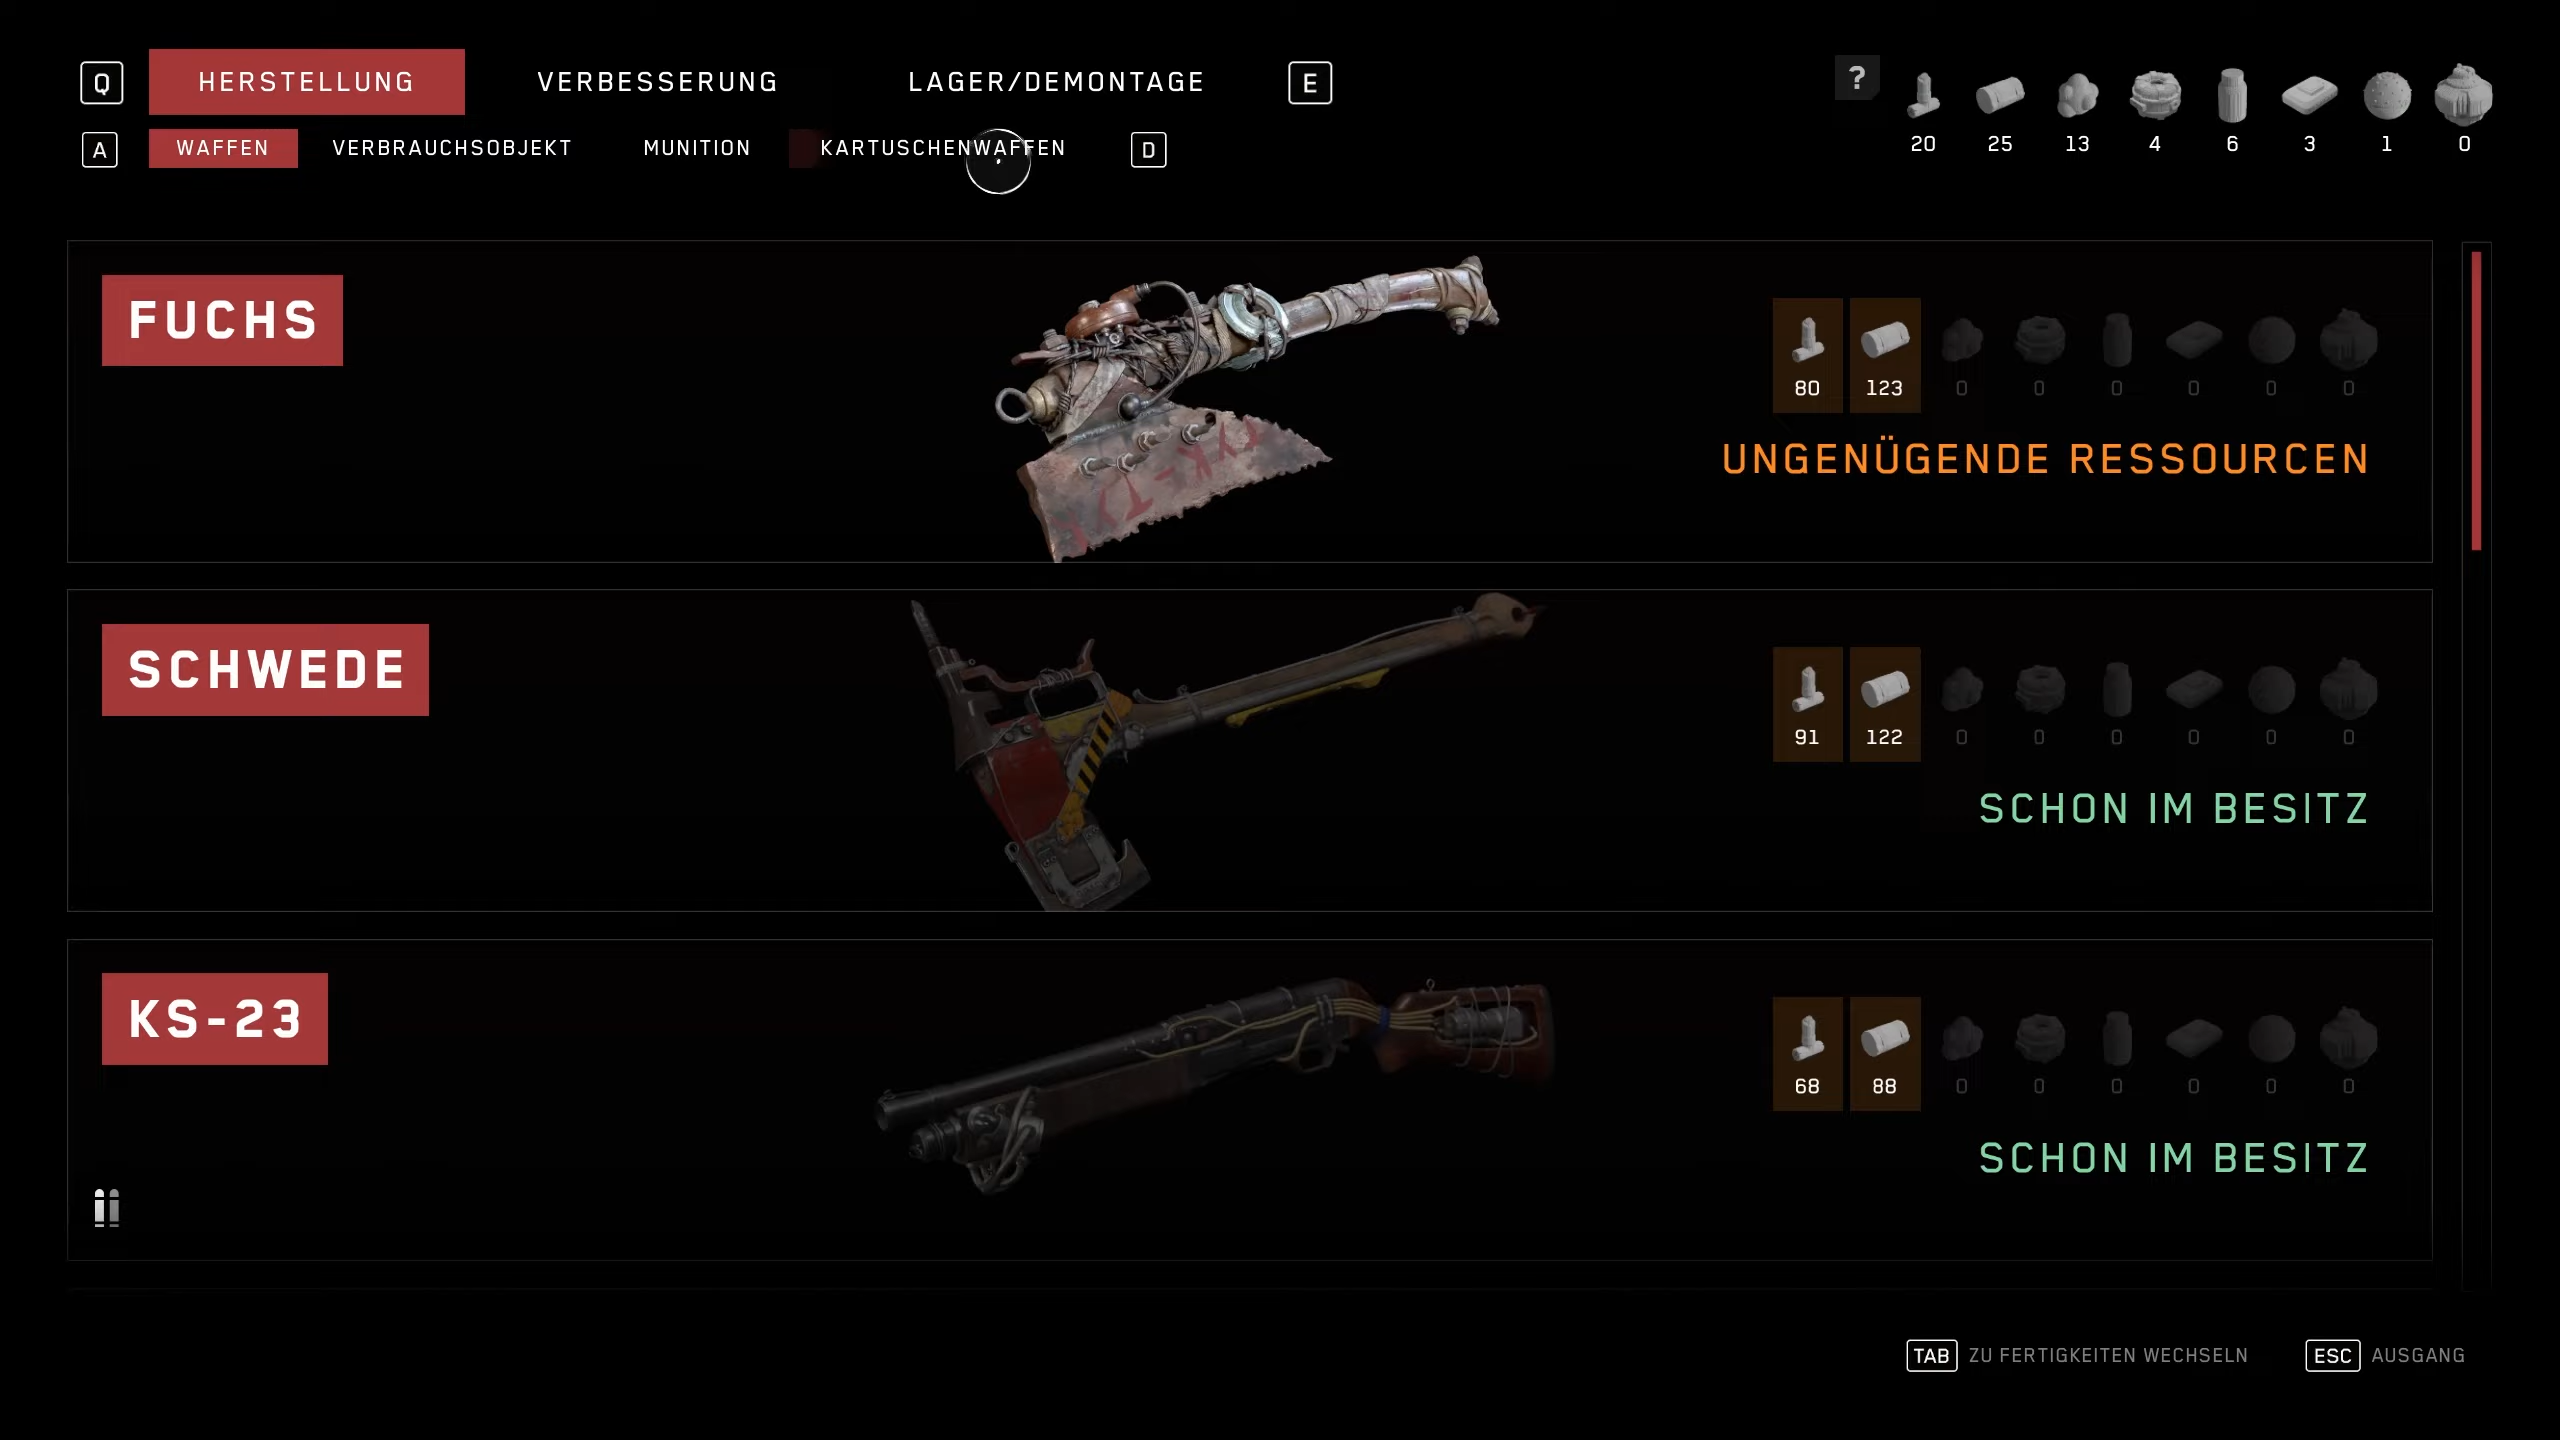 Q HERSTELLUNG VERBESSERUNG LAGER/DEMONTAGE E
?
20 25 13 4 6 3 1 0
A WAFFEN VERBRAUCHSOBJEKT MUNITION KARTUSCHENWAFFEN D
FUCHS
80 123 0 0 0 0 0 0
UNGENÜGENDE RESSOURCEN
SCHWEDE
91 122 0 0 0 0 0 0
SCHON IM BESITZ
KS-23
68 88 0 0 0 0 0 0
SCHON IM BESITZ
TAB ZU FERTIGKEITEN WECHSELN ESC AUSGANG